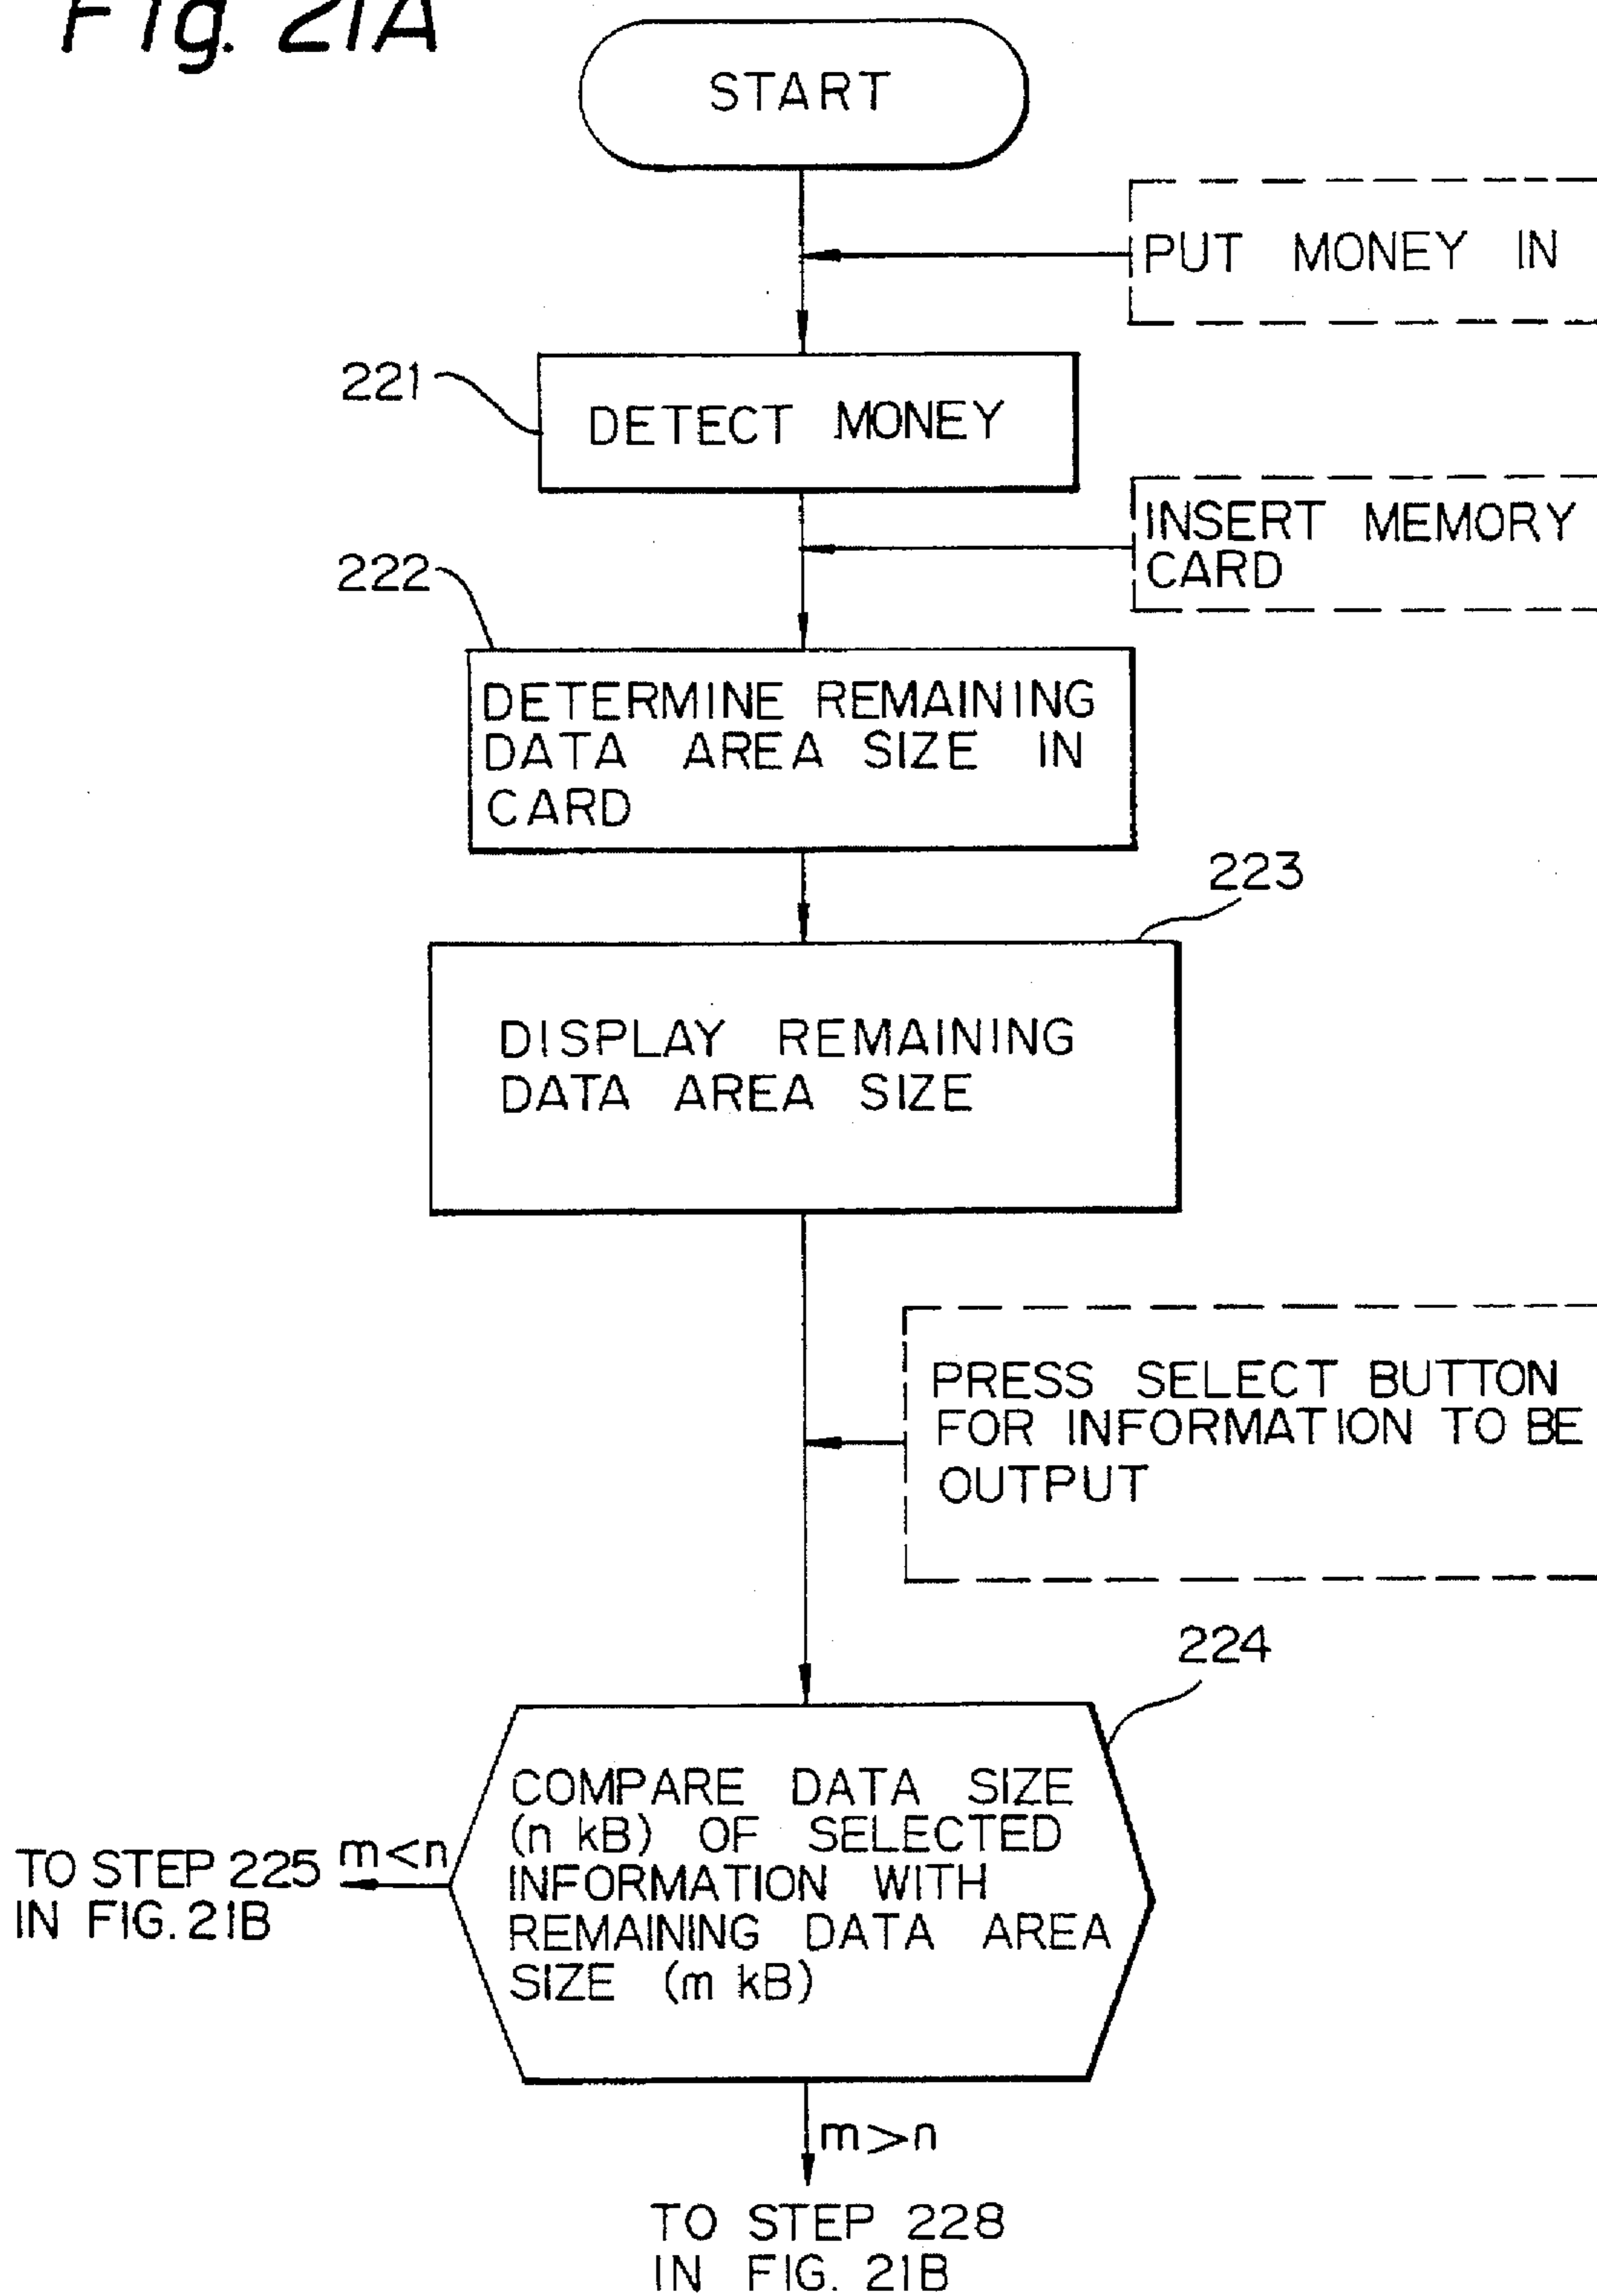 Fig. 21A
START
PUT MONEY IN
221
DETECT MONEY
INSERT MEMORY
CARD
222
DETERMINE REMAINING
DATA AREA SIZE IN
CARD
223
DISPLAY REMAINING
DATA AREA SIZE
PRESS SELECT BUTTON
FOR INFORMATION TO BE
OUTPUT
224
COMPARE DATA SIZE
(n kB) OF SELECTED
INFORMATION WITH
REMAINING DATA AREA
SIZE (m kB)
m<n
TO STEP 225
IN FIG. 21B
m>n
TO STEP 228
IN FIG. 21B